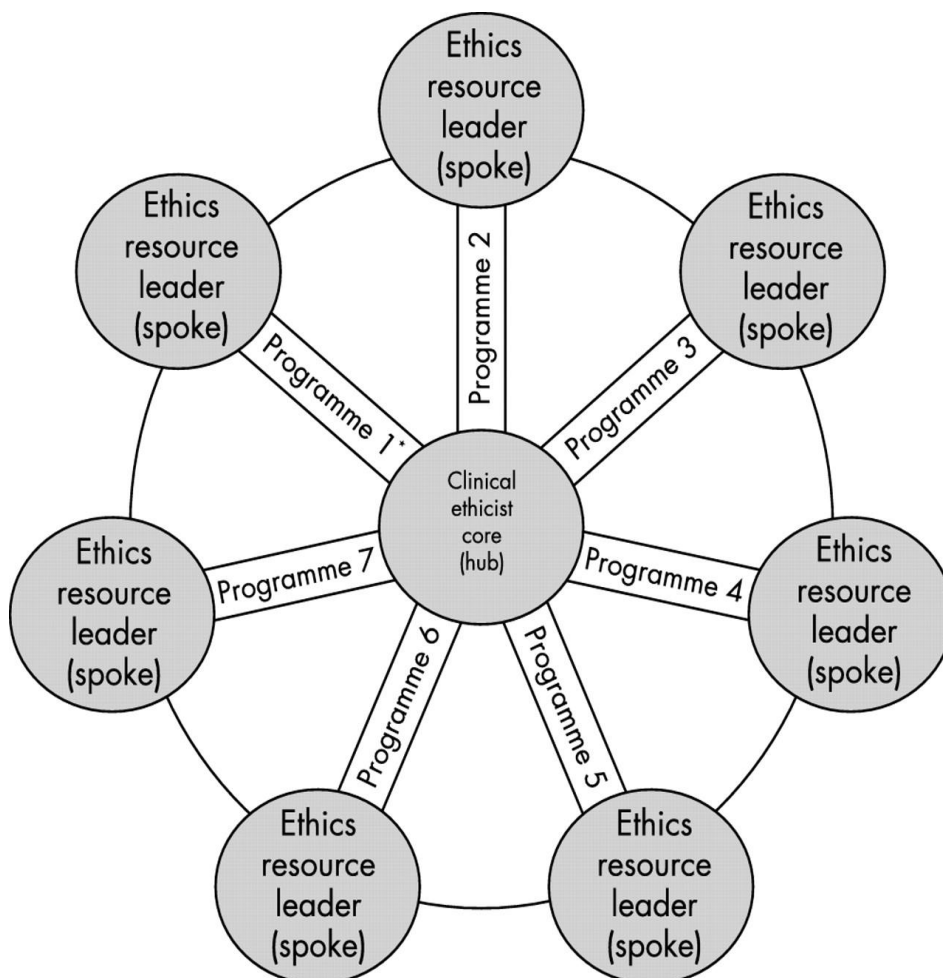 Ethics
resource
leader
(spoke)
Ethics
resource
leader
(spoke)
Ethics
resource
leader
(spoke)
Programme 1*
Programme 2
Programme 3
Clinical
ethicist
core
(hub)
Ethics
resource
leader
(spoke)
Programme 7
Programme 4
Ethics
resource
leader
(spoke)
Programme 6
Programme 5
Ethics
resource
leader
(spoke)
Ethics
resource
leader
(spoke)